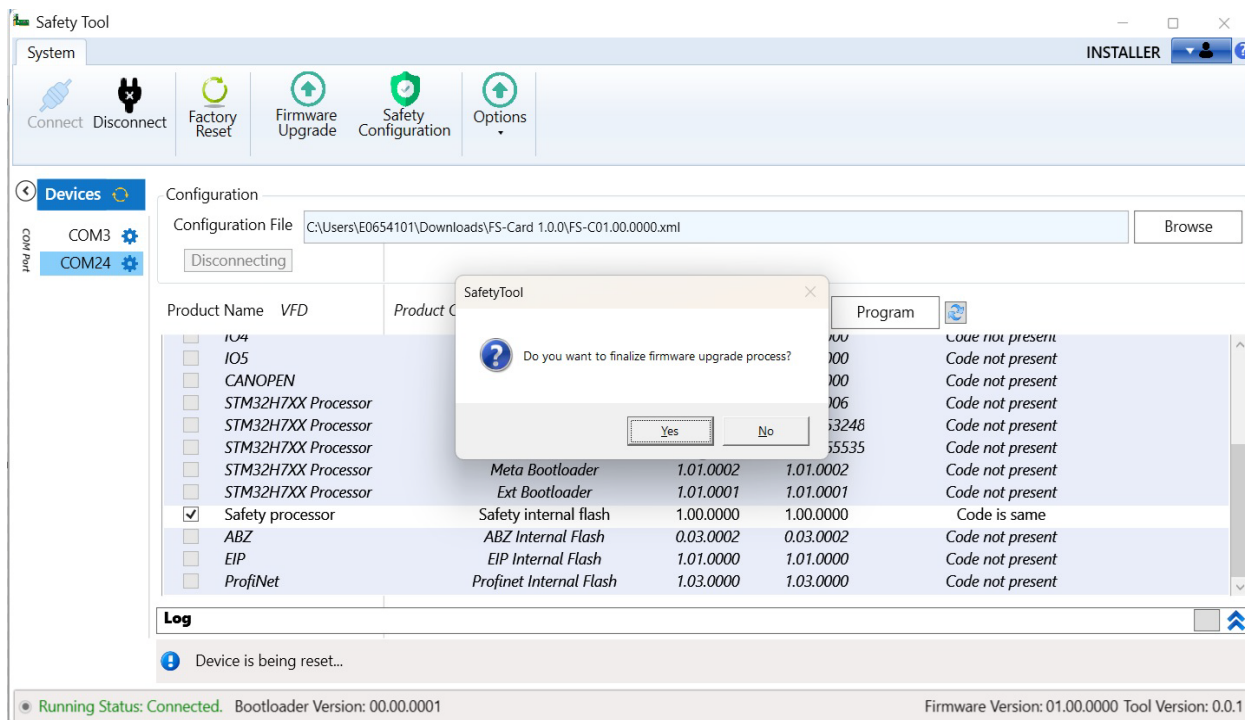 Safety Tool
System
INSTALLER
Connect Disconnect
Factory Reset
Firmware Upgrade
Safety Configuration
Options
Devices
COM Port
COM3
COM24
Configuration
Configuration File C:\Users\E0654101\Downloads\FS-Card 1.0.0\FS-C01.00.0000.xml Browse
Disconnecting
Product Name VFD Product Program
SafetyTool
Do you want to finalize firmware upgrade process?
Yes No
IO4 Code not present
IO5 Code not present
CANOPEN Code not present
STM32H7XX Processor Code not present
STM32H7XX Processor Code not present
STM32H7XX Processor Code not present
STM32H7XX Processor Meta Bootloader 1.01.0002 1.01.0002 Code not present
STM32H7XX Processor Ext Bootloader 1.01.0001 1.01.0001 Code not present
Safety processor Safety internal flash 1.00.0000 1.00.0000 Code is same
ABZ ABZ Internal Flash 0.03.0002 0.03.0002 Code not present
EIP EIP Internal Flash 1.01.0000 1.01.0000 Code not present
ProfiNet Profinet Internal Flash 1.03.0000 1.03.0000 Code not present
Log
Device is being reset...
Running Status: Connected. Bootloader Version: 00.00.0001 Firmware Version: 01.00.0000 Tool Version: 0.0.1